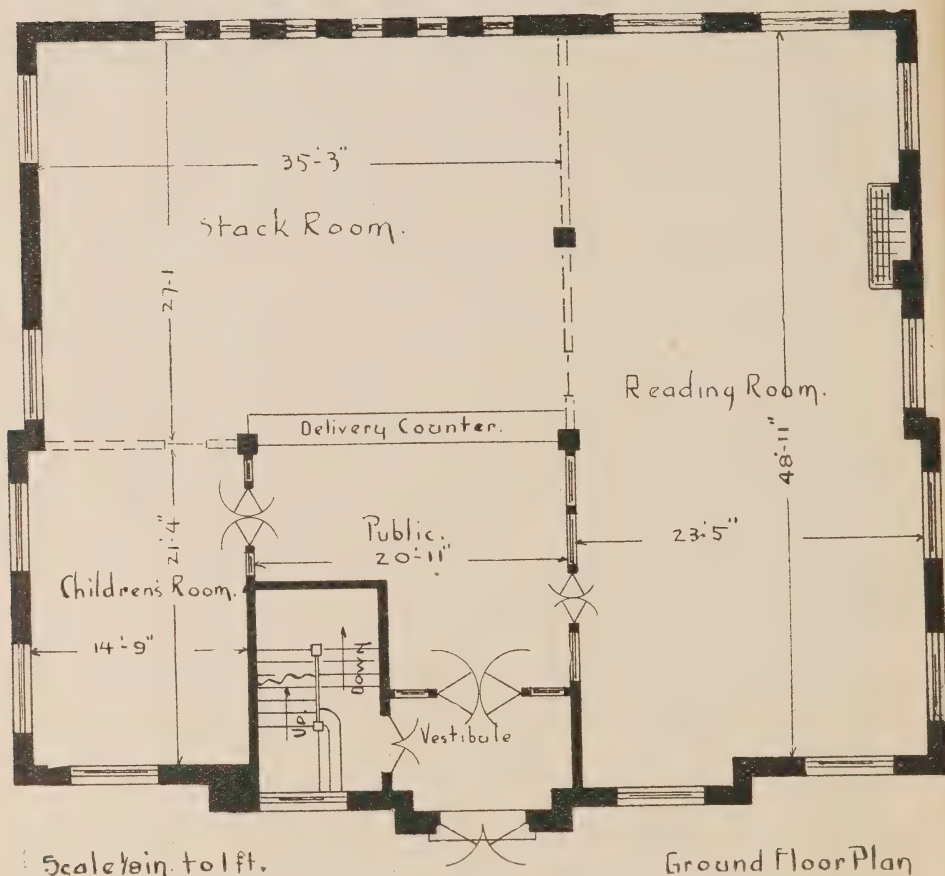 35'-3"
Stack Room.
27-1
Reading Room.
Delivery Counter.
48'-11"
Public.
20'-11"
23'-5"
21'-4"
Children's Room.
14'-9"
DOWN
UP.
Vestibule
Scale 1/8 in. to 1 ft.
Ground Floor Plan